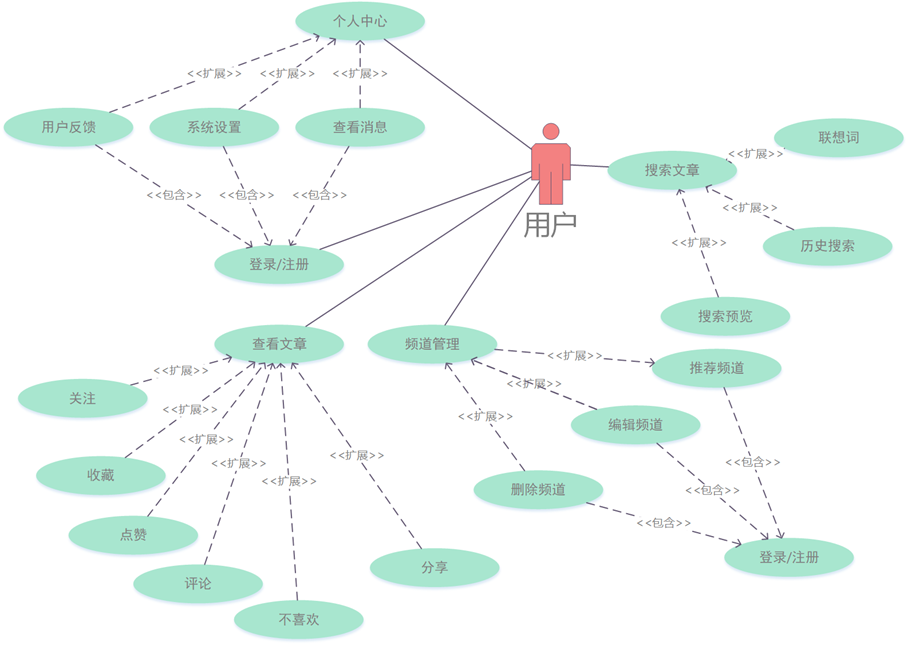 个人中心
<<扩展>>
<<扩展>>
<<扩展>>
用户反馈
系统设置
查看消息
联想词
<<扩展>>
搜索文章
<<包含>>
<<包含>>
<<包含>>
<<扩展>>
用户
历史搜索
<<扩展>>
登录/注册
搜索预览
查看文章
频道管理
<<扩展>>
推荐频道
<<扩展>>
<<扩展>>
关注
<<扩展>>
<<扩展>>
编辑频道
<<扩展>>
<<扩展>>
<<扩展>>
<<包含>>
收藏
<<扩展>>
删除频道
<<包含>>
<<包含>>
点赞
登录/注册
分享
评论
不喜欢